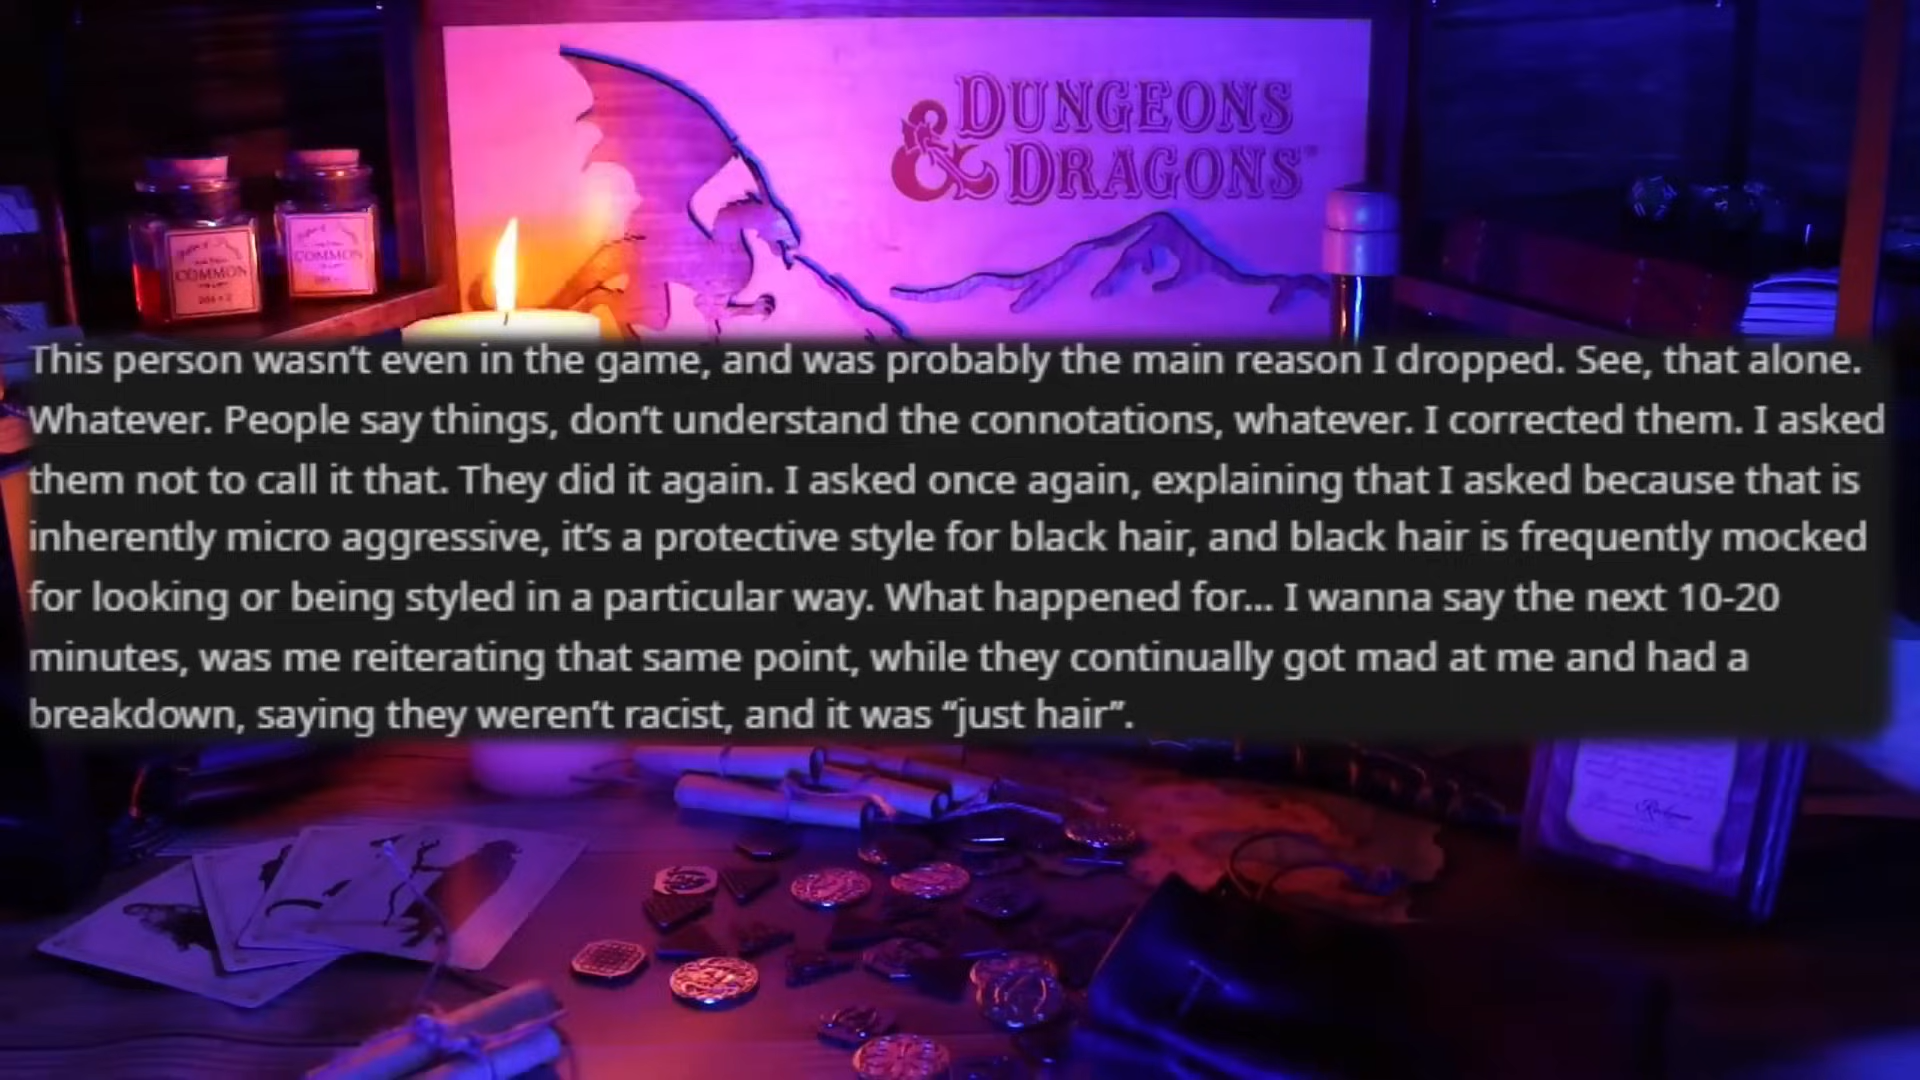 DUNGEONS
& DRAGONS
COMMON
COMMON
This person wasn't even in the game, and was probably the main reason I dropped. See, that alone.
Whatever. People say things, don't understand the connotations, whatever. I corrected them. I asked
them not to call it that. They did it again. I asked once again, explaining that I asked because that is
inherently micro aggressive, it's a protective style for black hair, and black hair is frequently mocked
for looking or being styled in a particular way. What happened for... I wanna say the next 10-20
minutes, was me reiterating that same point, while they continually got mad at me and had a
breakdown, saying they weren't racist, and it was “just hair”.